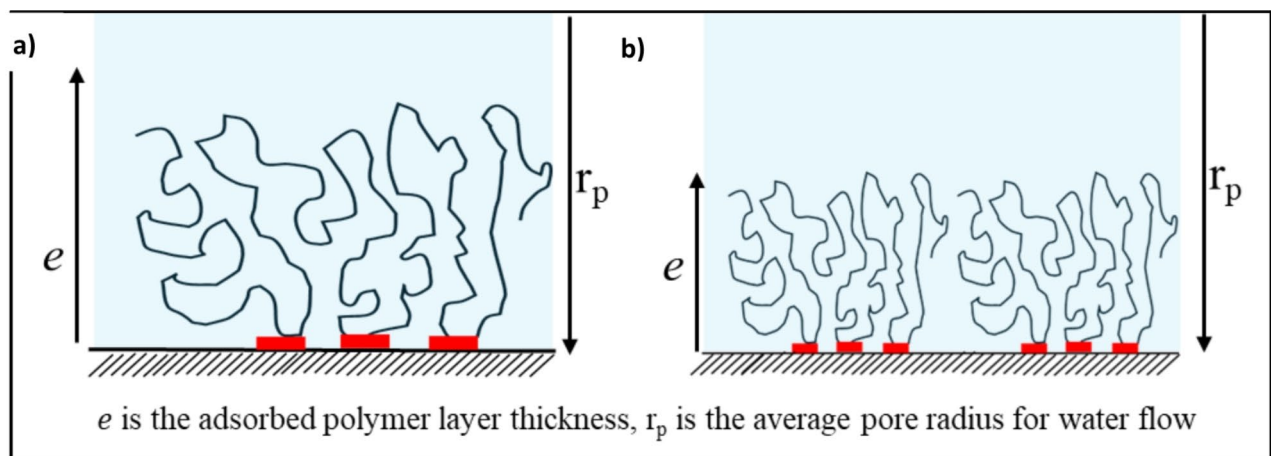 a)
e
r_p
b)
e
r_p
e is the adsorbed polymer layer thickness, r_p is the average pore radius for water flow